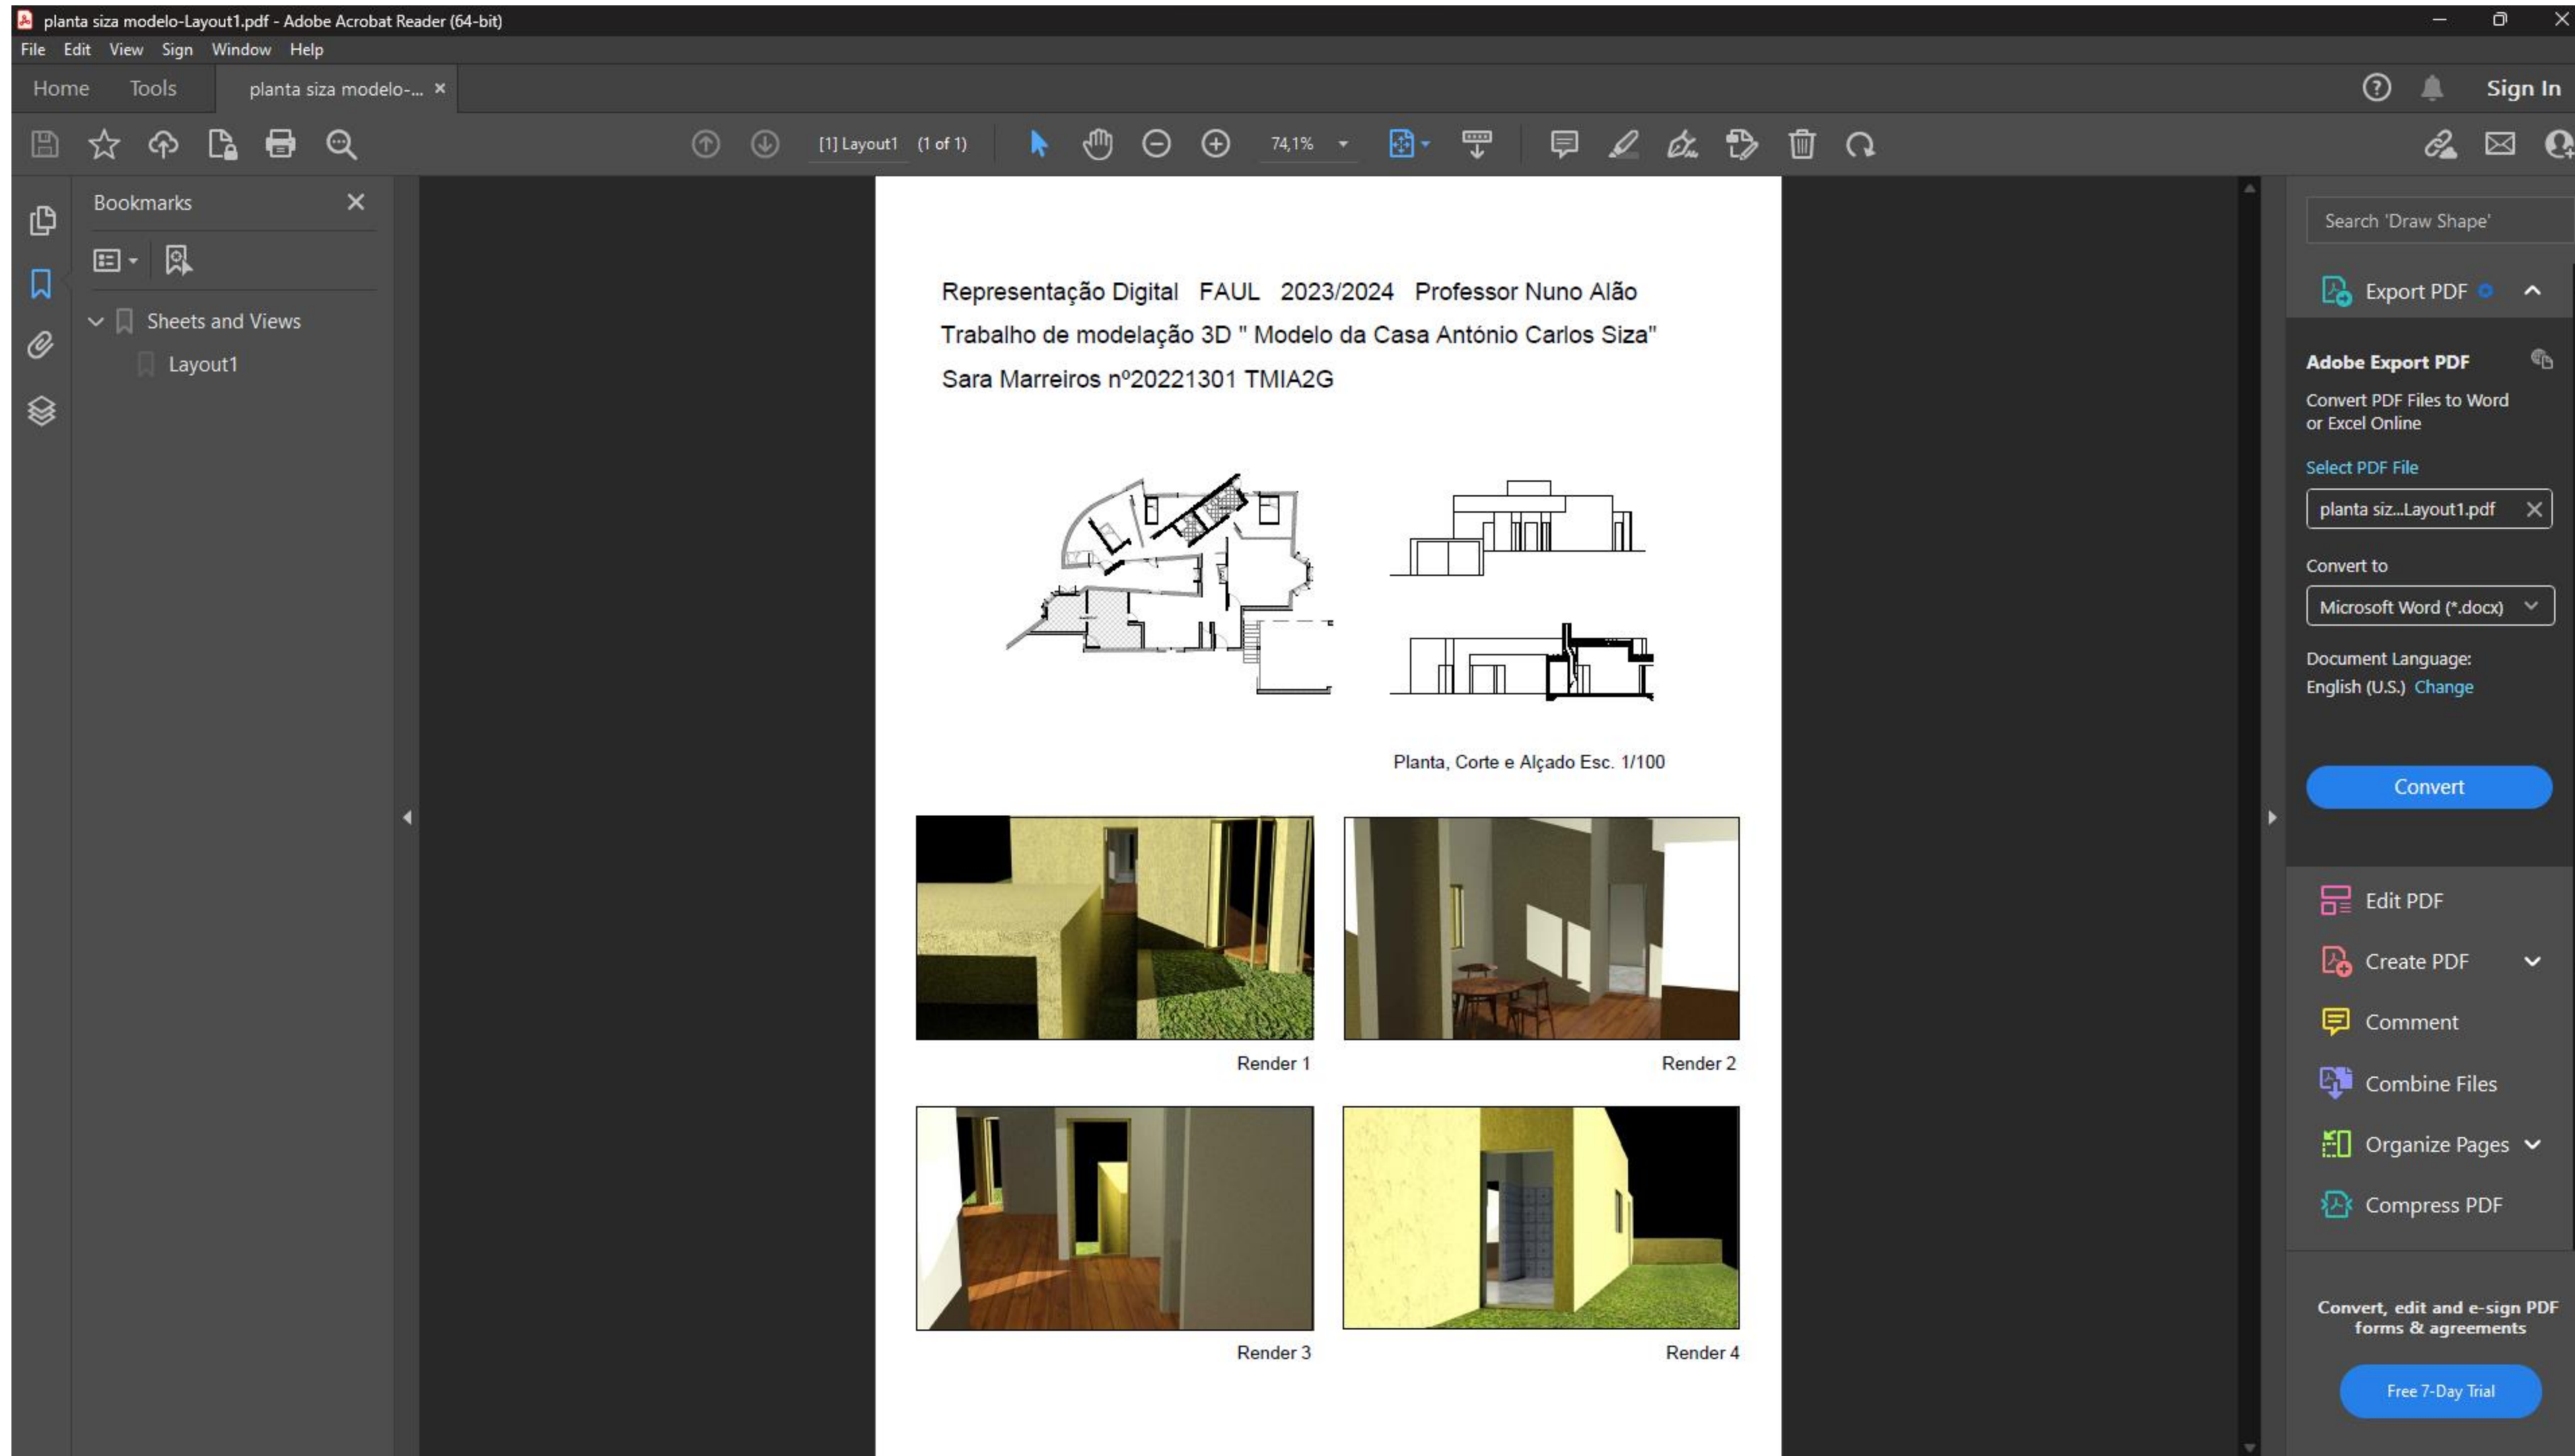 planta siza modelo-Layout1.pdf - Adobe Acrobat Reader (64-bit)
File Edit View Sign Window Help
Home Tools planta siza modelo-... × Sign In
[1] Layout1 (1 of 1) 74,1%
Bookmarks
Sheets and Views
Layout1
Representação Digital FAUL 2023/2024 Professor Nuno Alão
Trabalho de modelação 3D " Modelo da Casa António Carlos Siza"
Sara Marreiros nº20221301 TMIA2G
Planta, Corte e Alçado Esc. 1/100
Render 1
Render 2
Render 3
Render 4
Search 'Draw Shape'
Export PDF
Adobe Export PDF
Convert PDF Files to Word
or Excel Online
Select PDF File
planta siz...Layout1.pdf
Convert to
Microsoft Word (*.docx)
Document Language:
English (U.S.) Change
Convert
Edit PDF
Create PDF
Comment
Combine Files
Organize Pages
Compress PDF
Convert, edit and e-sign PDF
forms & agreements
Free 7-Day Trial